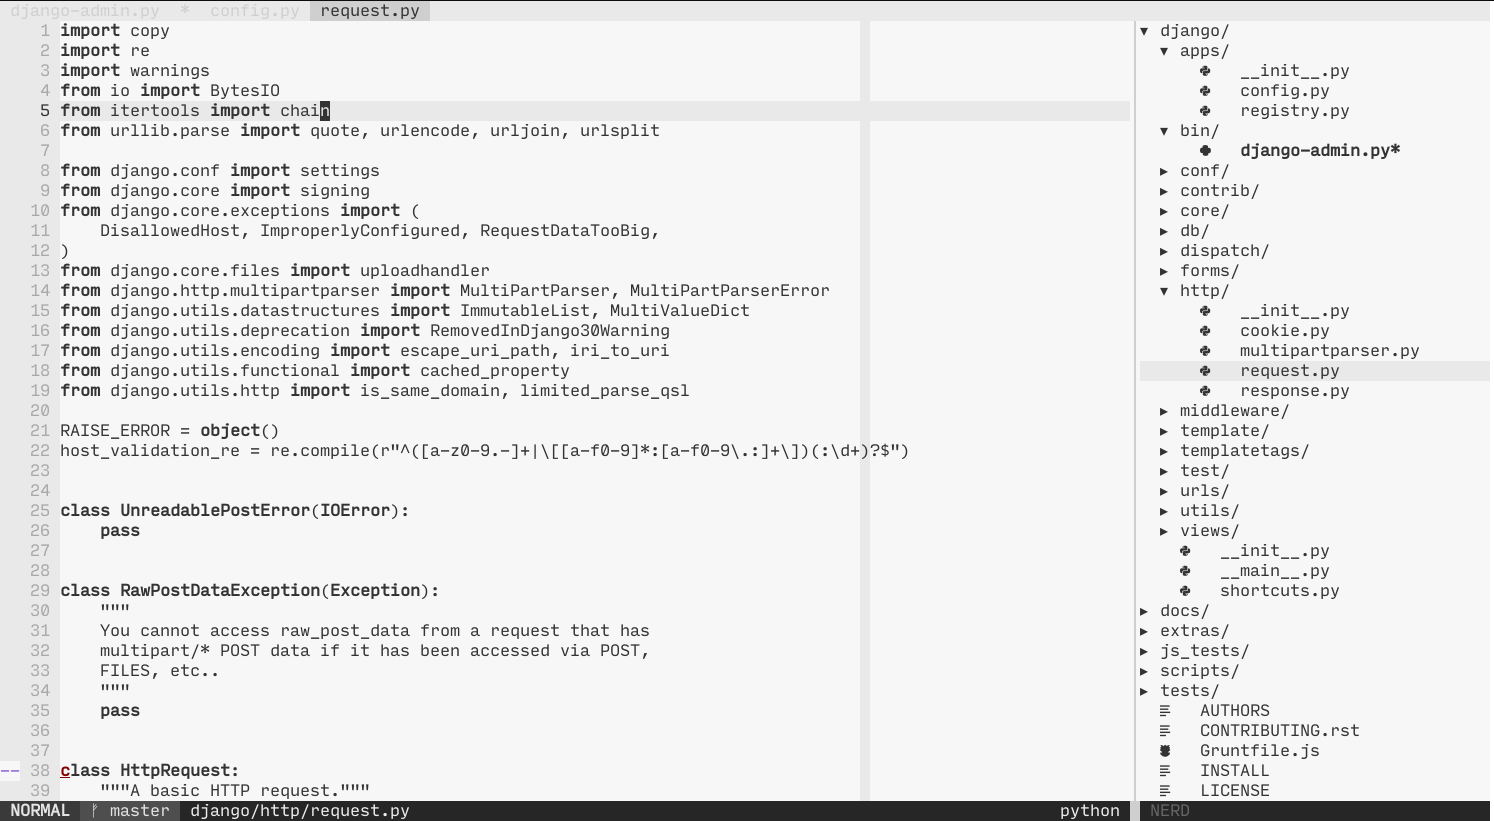 django-admin.py * config.py request.py
1 import copy
2 import re
3 import warnings
4 from io import BytesIO
5 from itertools import chain
6 from urllib.parse import quote, urlencode, urljoin, urlsplit
7
8 from django.conf import settings
9 from django.core import signing
10 from django.core.exceptions import (
11     DisallowedHost, ImproperlyConfigured, RequestDataTooBig,
12 )
13 from django.core.files import uploadhandler
14 from django.http.multipartparser import MultiPartParser, MultiPartParserError
15 from django.utils.datastructures import ImmutableList, MultiValueDict
16 from django.utils.deprecation import RemovedInDjango30Warning
17 from django.utils.encoding import escape_uri_path, iri_to_uri
18 from django.utils.functional import cached_property
19 from django.utils.http import is_same_domain, limited_parse_qsl
20
21 RAISE_ERROR = object()
22 host_validation_re = re.compile(r"^([a-z0-9.-]+|\[[a-f0-9]*:[a-f0-9\.:]+\])(:\d+)?$")
23
24
25 class UnreadablePostError(IOError):
26     pass
27
28
29 class RawPostDataException(Exception):
30     """
31     You cannot access raw_post_data from a request that has
32     multipart/* POST data if it has been accessed via POST,
33     FILES, etc..
34     """
35     pass
36
37
-- 38 class HttpRequest:
39     """A basic HTTP request."""
▼ django/
▼ apps/
__init__.py
config.py
registry.py
▼ bin/
django-admin.py*
▶ conf/
▶ contrib/
▶ core/
▶ db/
▶ dispatch/
▶ forms/
▼ http/
__init__.py
cookie.py
multipartparser.py
request.py
response.py
▶ middleware/
▶ template/
▶ templatetags/
▶ test/
▶ urls/
▶ utils/
▶ views/
__init__.py
__main__.py
shortcuts.py
▶ docs/
▶ extras/
▶ js_tests/
▶ scripts/
▶ tests/
AUTHORS
CONTRIBUTING.rst
Gruntfile.js
INSTALL
LICENSE
NORMAL master django/http/request.py python NERD